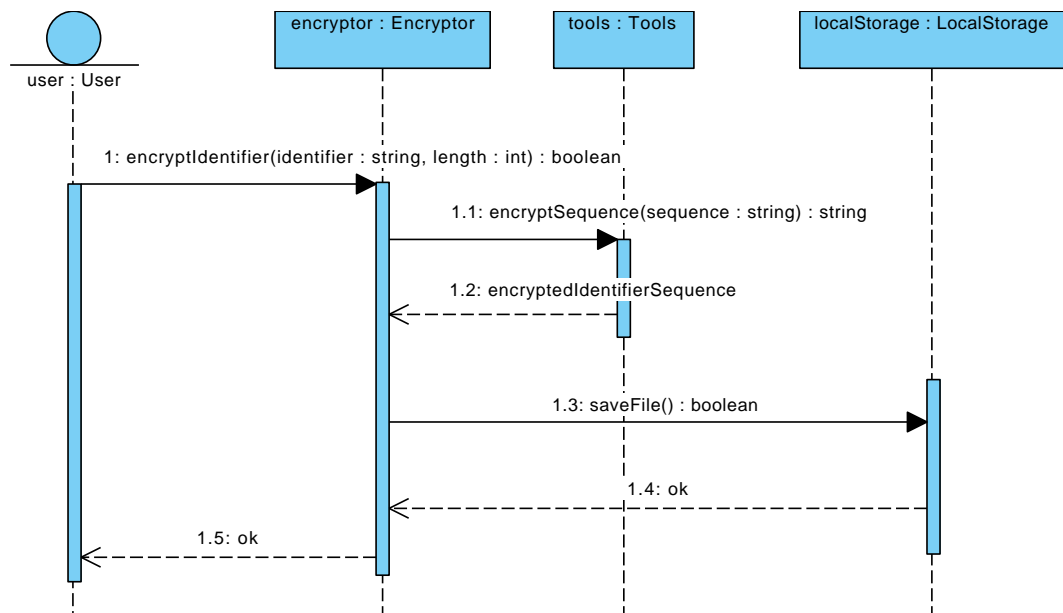 encryptor : Encryptor
tools : Tools
localStorage : LocalStorage
user : User
1: encryptIdentifier(identifier : string, length : int) : boolean
1.1: encryptSequence(sequence : string) : string
1.2: encryptedIdentifierSequence
1.3: saveFile() : boolean
1.4: ok
1.5: ok